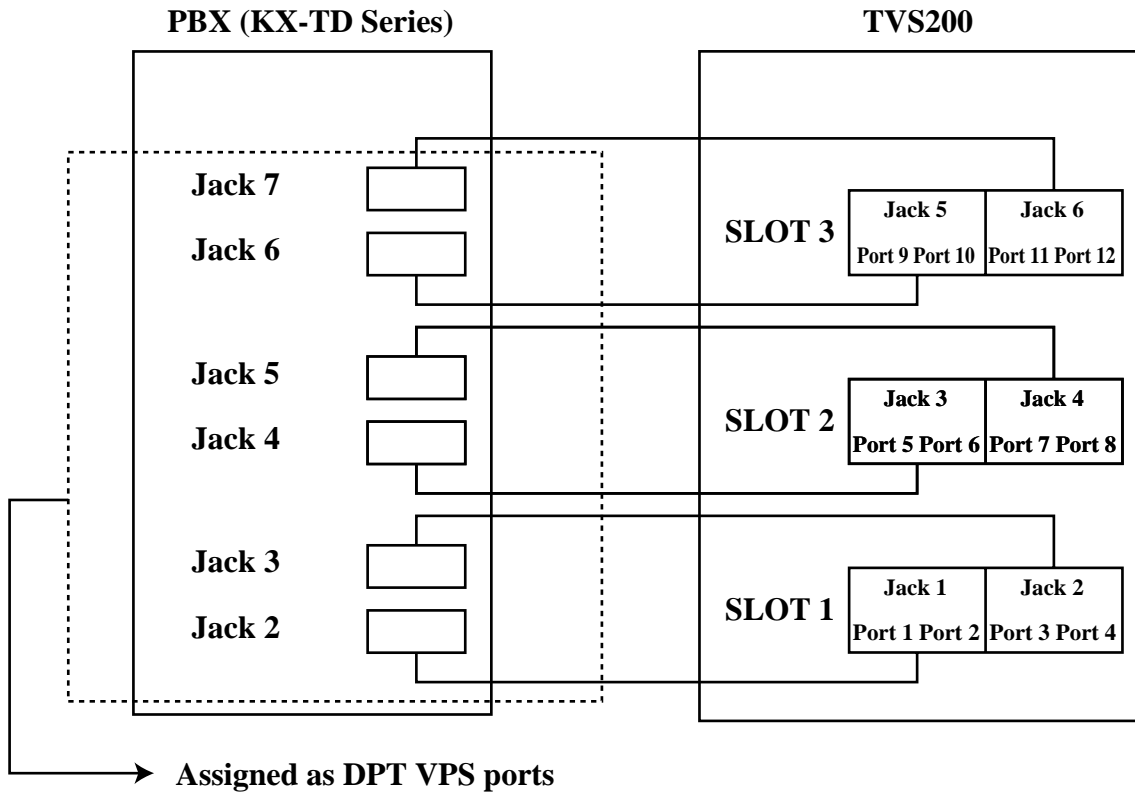 PBX (KX-TD Series)
TVS200
Jack 7
Jack 6
Jack 5
Jack 4
Jack 3
Jack 2
SLOT 3
Jack 5
Jack 6
Port 9 Port 10
Port 11 Port 12
SLOT 2
Jack 3
Jack 4
Port 5 Port 6
Port 7 Port 8
SLOT 1
Jack 1
Jack 2
Port 1 Port 2
Port 3 Port 4
Assigned as DPT VPS ports